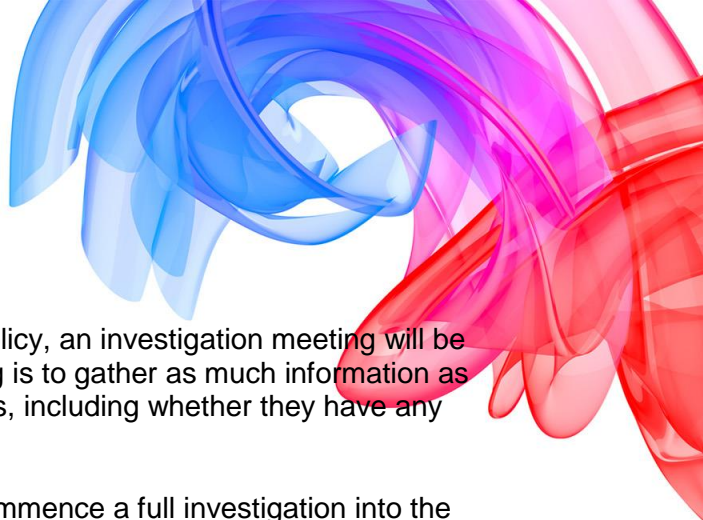 licy, an investigation meeting will be
g is to gather as much information as
s, including whether they have any
mmence a full investigation into the